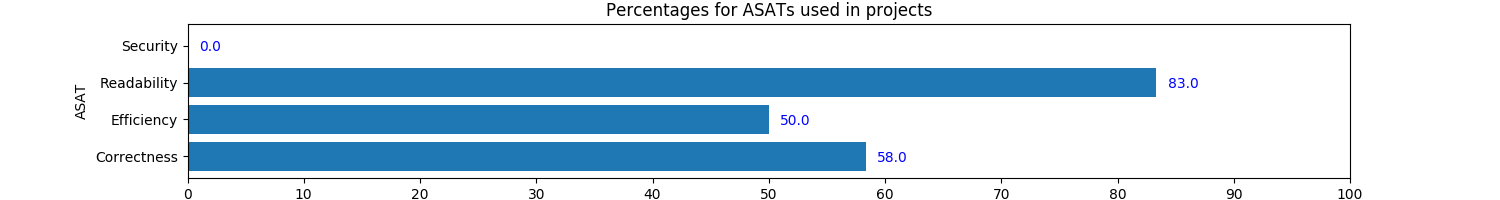 Percentages for ASATs used in projects
ASAT
Security 0.0
Readability 83.0
Efficiency 50.0
Correctness 58.0
0 10 20 30 40 50 60 70 80 90 100